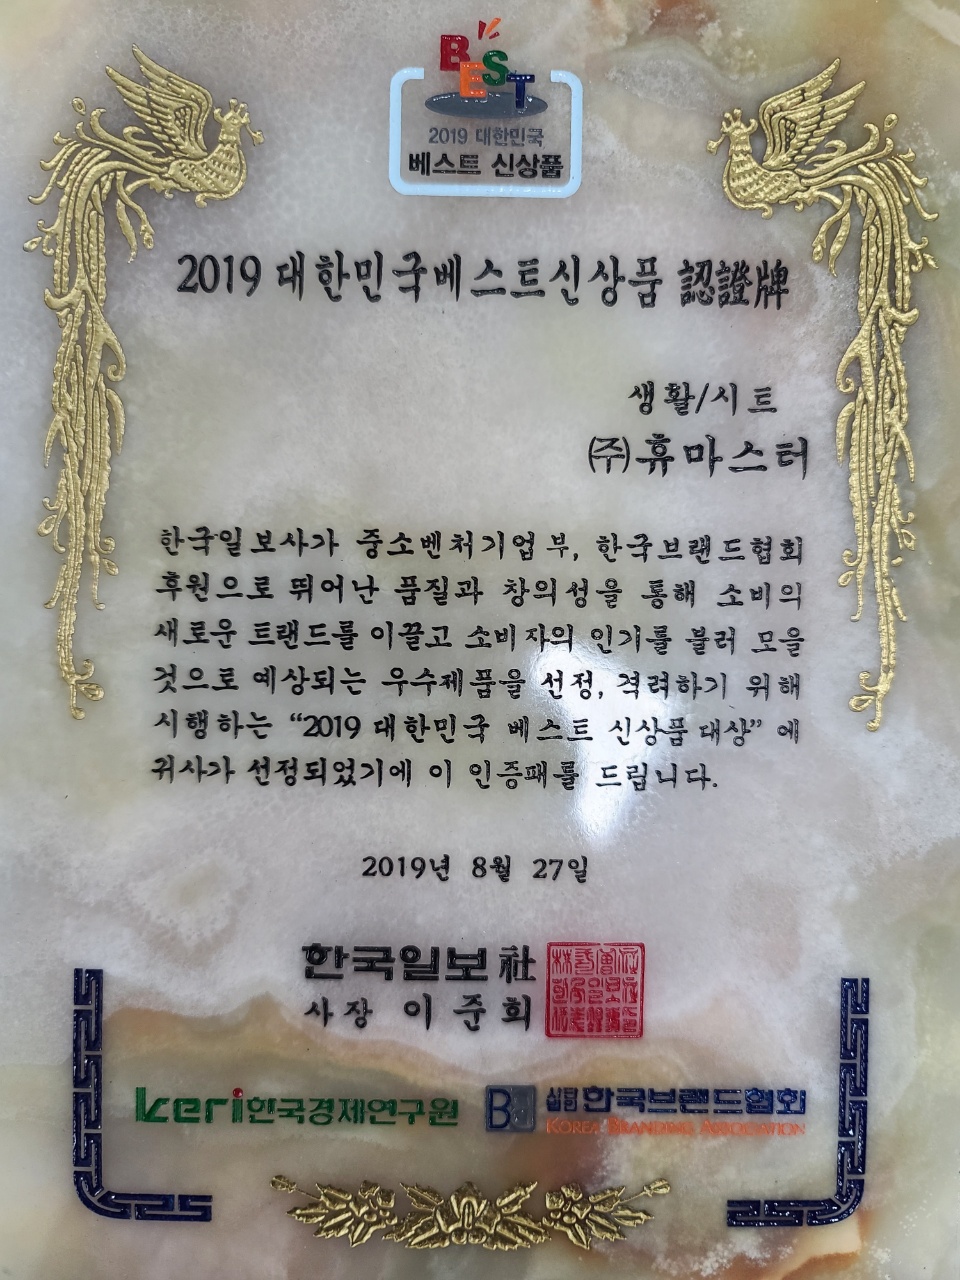 BEST
2019 대한민국
베스트 신상품
2019 대한민국베스트신상품 認證牌
생활/시트
㈜휴마스터
한국일보사가 중소벤처기업부, 한국브랜드협회
후원으로 뛰어난 품질과 창의성을 통해 소비의
새로운 트랜드를 이끌고 소비자의 인기를 불러 모을
것으로 예상되는 우수제품을 선정, 격려하기 위해
시행하는 “2019 대한민국 베스트 신상품 대상” 에
귀사가 선정되었기에 이 인증패를 드립니다.
2019년 8월 27일
한국일보社
사장 이준희
keri한국경제연구원
한국브랜드협회
KOREA BRANDING ASSOCIATION